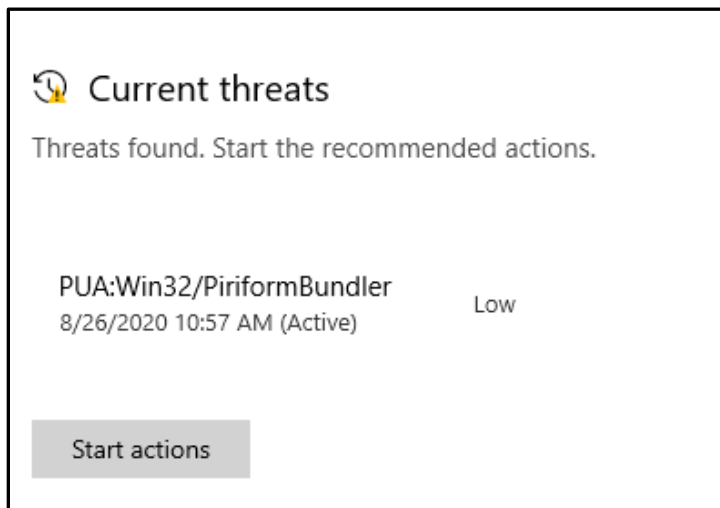 Current threats
Threats found. Start the recommended actions.
PUA:Win32/PiriformBundler
8/26/2020 10:57 AM (Active)
Low
Start actions